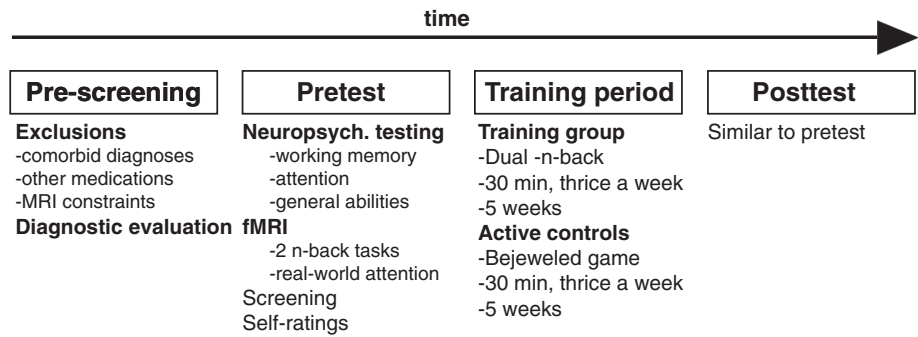 time
Pre-screening
Exclusions
-comorbid diagnoses
-other medications
-MRI constraints
Diagnostic evaluation
Pretest
Neuropsych. testing
-working memory
-attention
-general abilities
fMRI
-2 n-back tasks
-real-world attention
Screening
Self-ratings
Training period
Training group
-Dual -n-back
-30 min, thrice a week
-5 weeks
Active controls
-Bejeweled game
-30 min, thrice a week
-5 weeks
Posttest
Similar to pretest